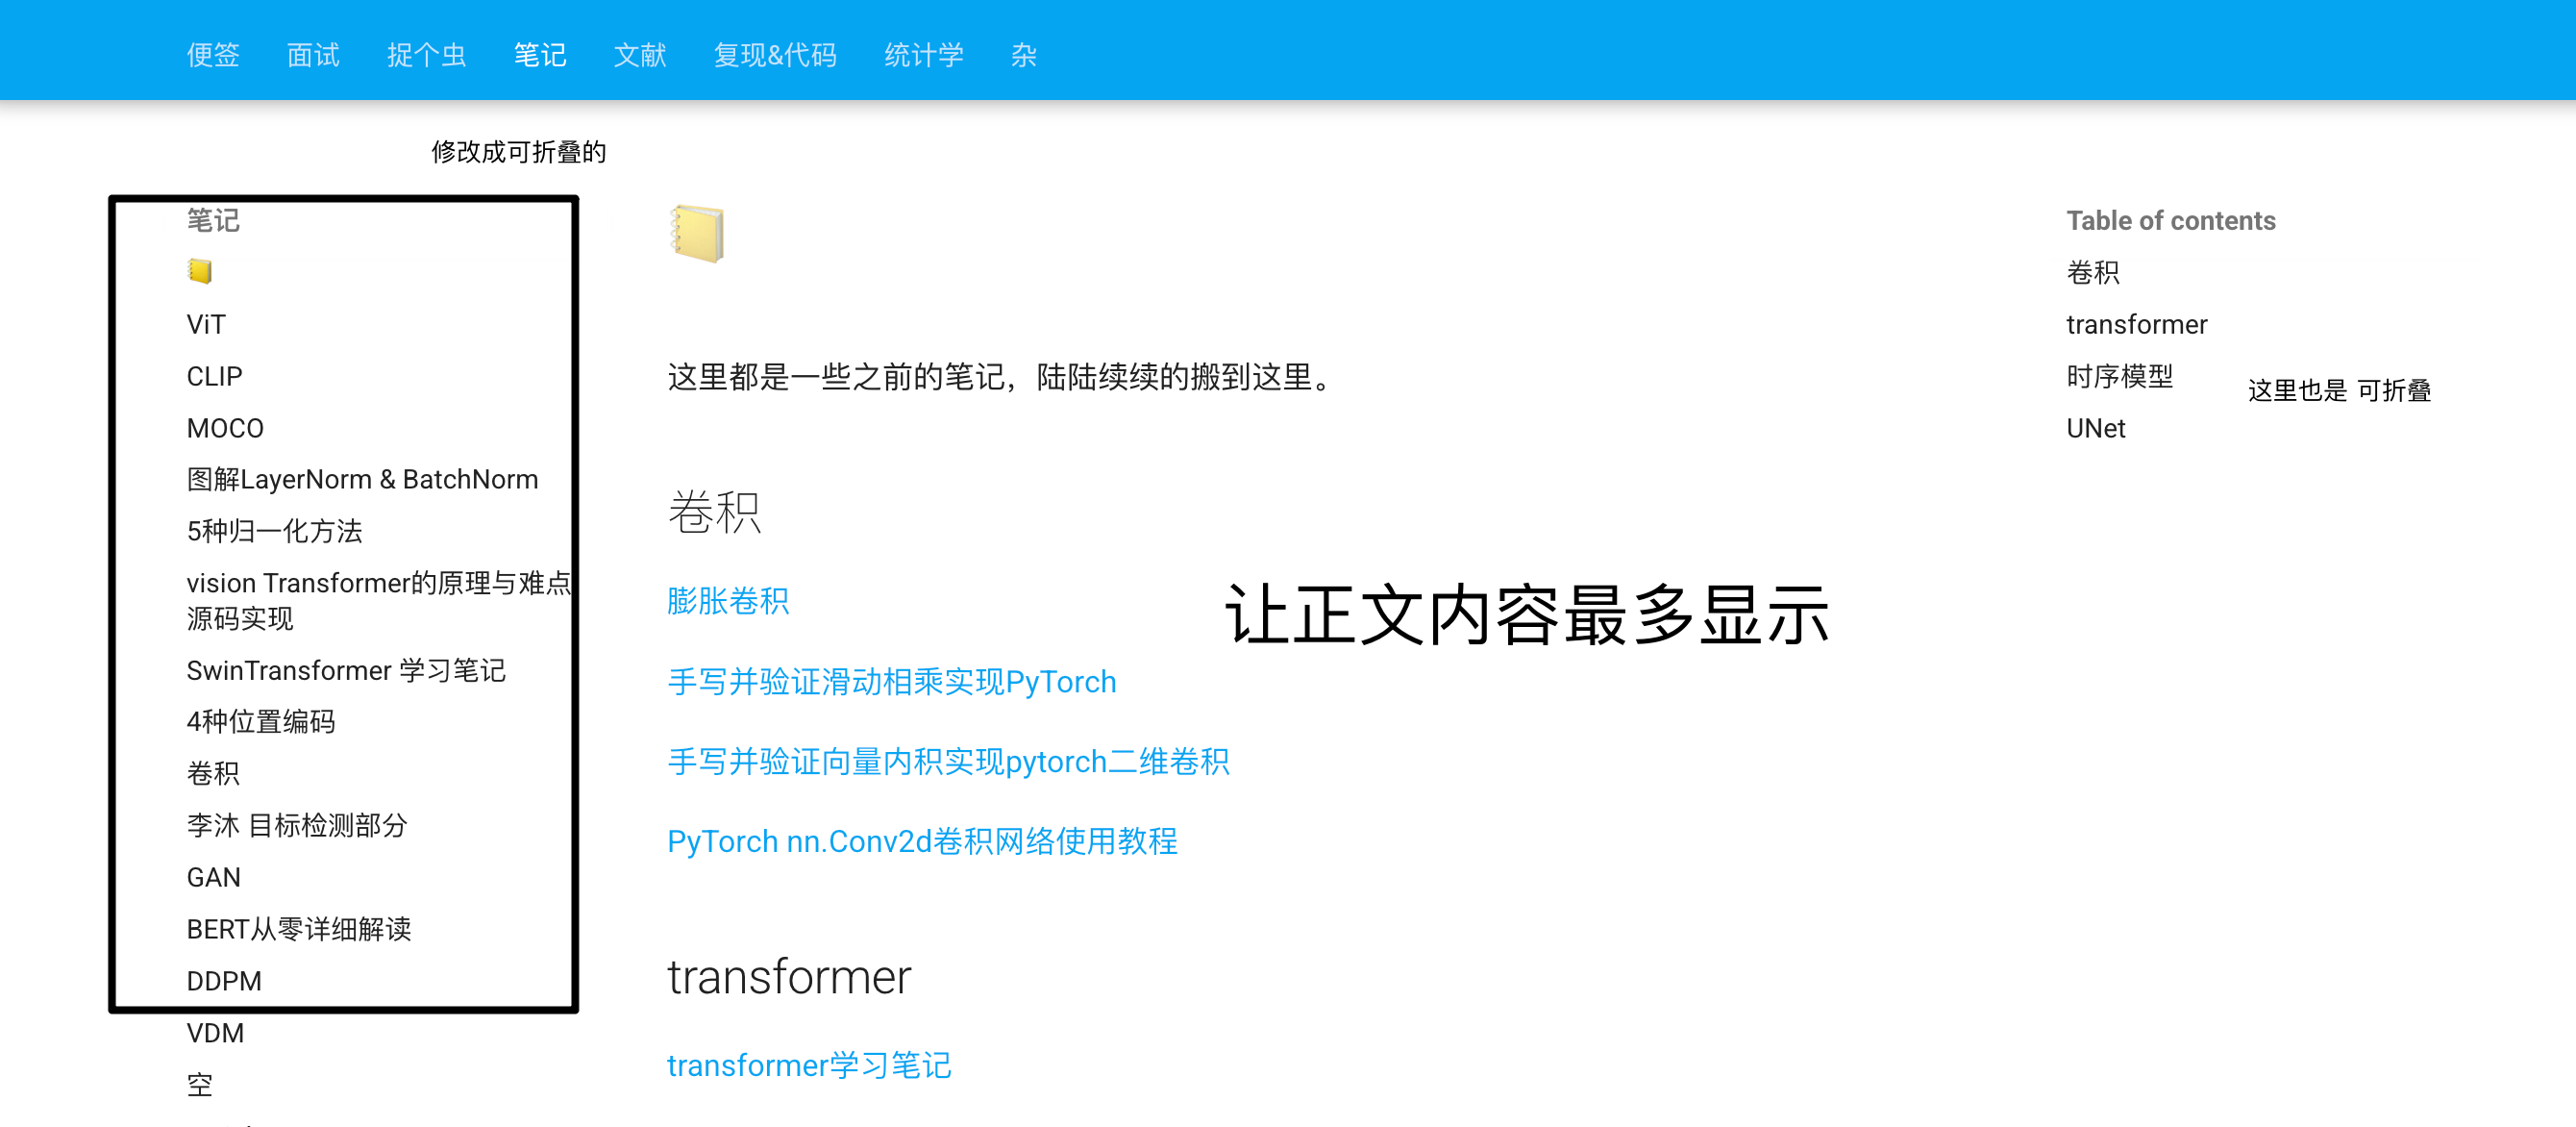 便签 面试 捉个虫 笔记 文献 复现&代码 统计学 杂
修改成可折叠的
笔记
ViT
CLIP
MOCO
图解LayerNorm & BatchNorm
5种归一化方法
vision Transformer的原理与难点
源码实现
SwinTransformer 学习笔记
4种位置编码
卷积
李沐 目标检测部分
GAN
BERT从零详细解读
DDPM
VDM
空
这里都是一些之前的笔记，陆陆续续的搬到这里。
卷积
膨胀卷积
让正文内容最多显示
手写并验证滑动相乘实现PyTorch
手写并验证向量内积实现pytorch二维卷积
PyTorch nn.Conv2d卷积网络使用教程
transformer
transformer学习笔记
Table of contents
卷积
transformer
时序模型
这里也是 可折叠
UNet